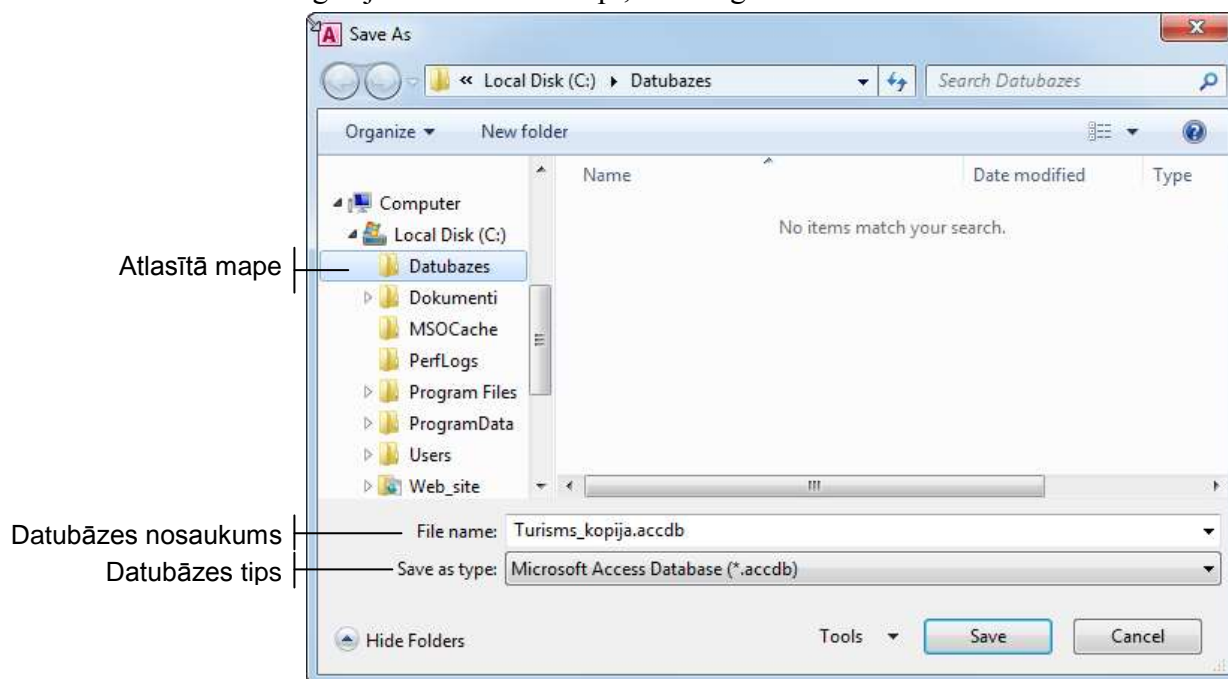 Save As
« Local Disk (C:) Datubazes Search Datubazes
Organize New folder
Name Date modified Type
No items match your search.
Computer
Local Disk (C:)
Atlasītā mape Datubazes
Dokumenti
MSOCache
PerfLogs
Program Files
ProgramData
Users
Web_site
Datubāzes nosaukums File name: Turisms_kopija.accdb
Datubāzes tips Save as type: Microsoft Access Database (*.accdb)
Hide Folders Tools Save Cancel